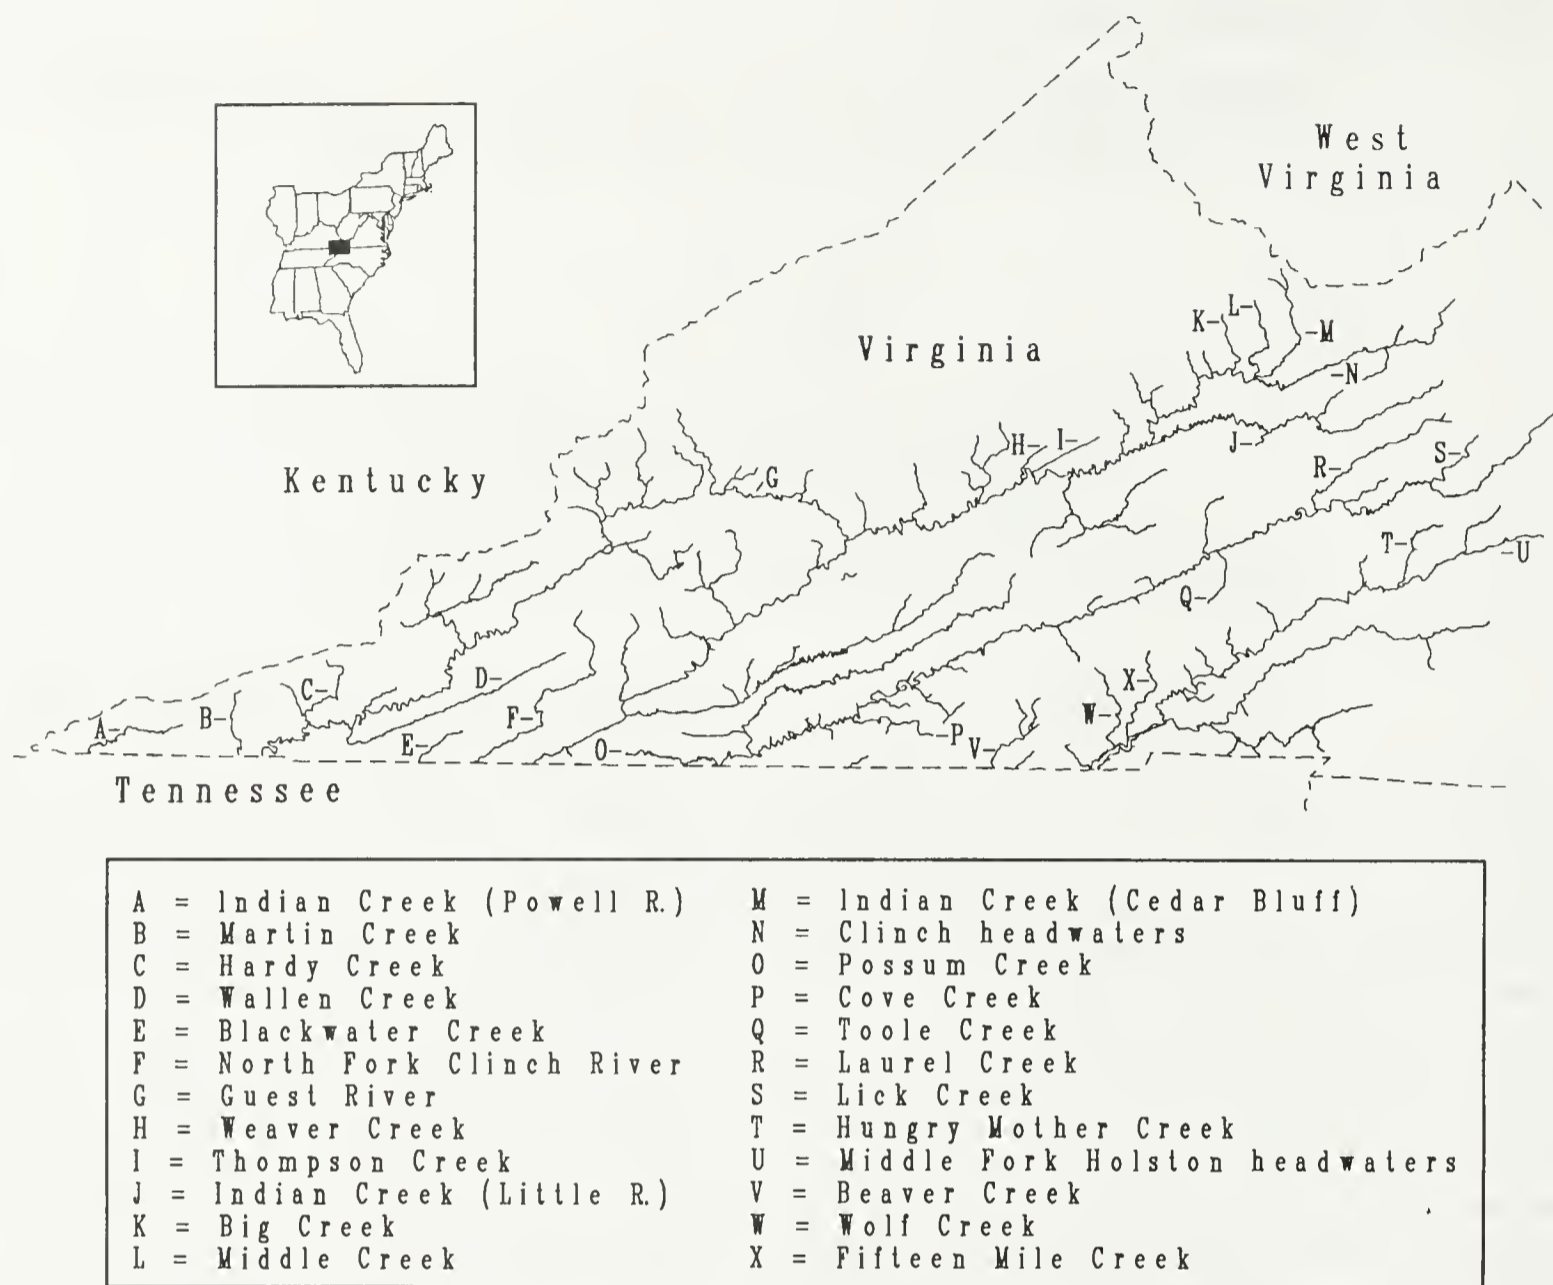 West
Virginia
Virginia
Kentucky
Tennessee
A
B
C
D
E
F
G
H
I
J
K
L
M
N
O
P
Q
R
S
T
U
V
W
X
A = Indian Creek (Powell R.)
B = Martin Creek
C = Hardy Creek
D = Wallen Creek
E = Blackwater Creek
F = North Fork Clinch River
G = Guest River
H = Weaver Creek
I = Thompson Creek
J = Indian Creek (Little R.)
K = Big Creek
L = Middle Creek
M = Indian Creek (Cedar Bluff)
N = Clinch headwaters
O = Possum Creek
P = Cove Creek
Q = Toole Creek
R = Laurel Creek
S = Lick Creek
T = Hungry Mother Creek
U = Middle Fork Holston headwaters
V = Beaver Creek
W = Wolf Creek
X = Fifteen Mile Creek